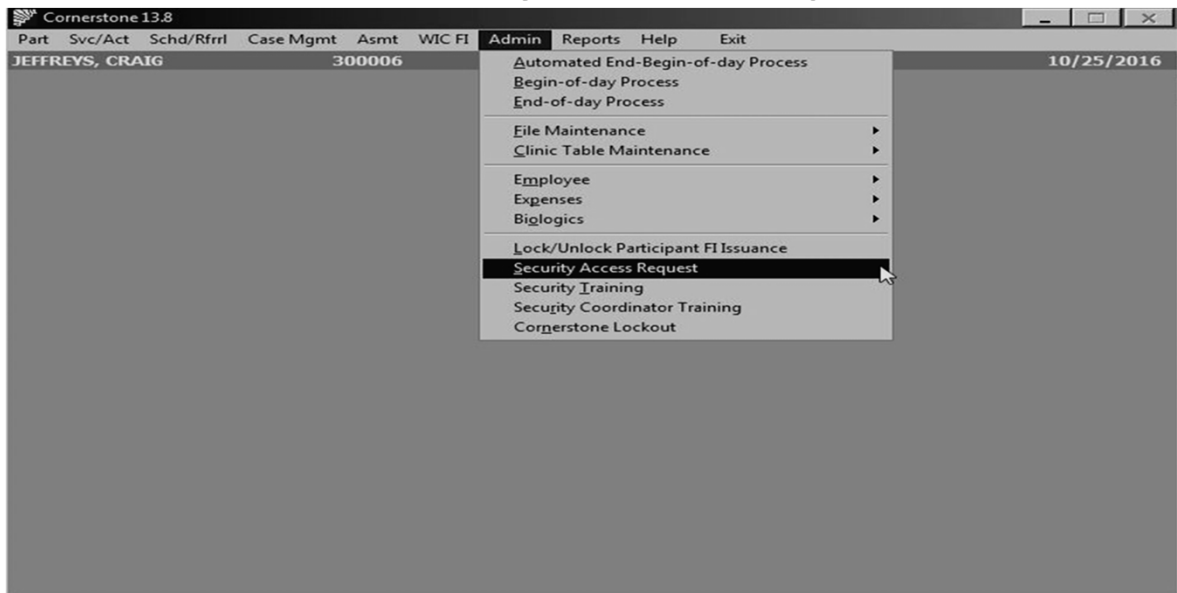 Cornerstone 13.8
Part Svc/Act Schd/Rfrrl Case Mgmt Asmt WIC FI Admin Reports Help Exit
JEFFREYS, CRAIG 300006 10/25/2016
Automated End-Begin-of-day Process
Begin-of-day Process
End-of-day Process
File Maintenance
Clinic Table Maintenance
Employee
Expenses
Biologics
Lock/Unlock Participant FI Issuance
Security Access Request
Security Training
Security Coordinator Training
Cornerstone Lockout